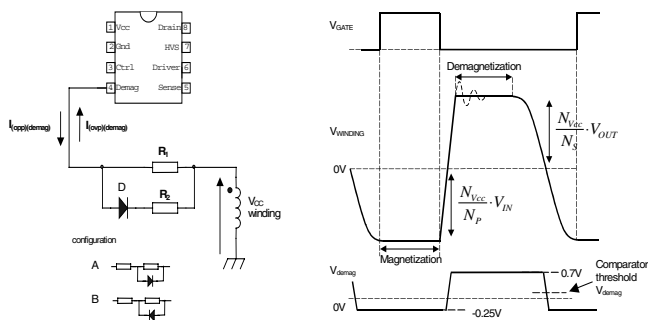 1 Vcc Drain 8
2 Gnd HVS 7
3 Ctrl Driver 6
4 Demag Sense 5
I(opp)(demag)
I(ovp)(demag)
R1
D
R2
VCC
winding
configuration
A
B
VGATE
Demagnetization
VWINDING
0V
NVcc/NS · VOUT
NVcc/NP · VIN
Magnetization
Vdemag
0V
0.7V
-0.25V
Comparator
threshold
Vdemag